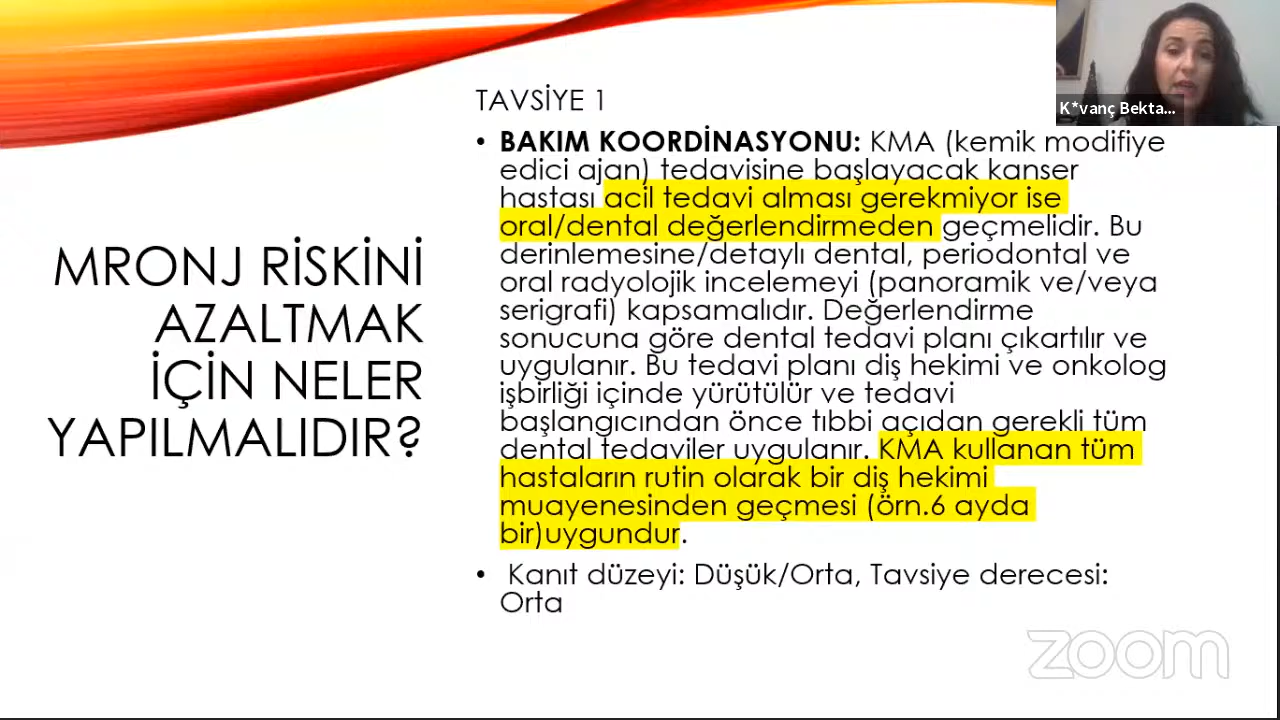 MRONJ RİSKİNİ
AZALTMAK
İÇİN NELER
YAPILMALIDIR?
TAVSİYE 1
• BAKIM KOORDİNASYONU: KMA (kemik modifiye
edici ajan) tedavisine başlayacak kanser
hastası acil tedavi alması gerekmiyor ise
oral/dental değerlendirmeden geçmelidir. Bu
derinlemesine/detaylı dental, periodontal ve
oral radyolojik incelemeyi (panoramik ve/veya
serigrafi) kapsamalıdır. Değerlendirme
sonucuna göre dental tedavi planı çıkartılır ve
uygulanır. Bu tedavi planı diş hekimi ve onkolog
işbirliği içinde yürütülür ve tedavi
başlangıcından önce tıbbi açıdan gerekli tüm
dental tedaviler uygulanır. KMA kullanan tüm
hastaların rutin olarak bir diş hekimi
muayenesinden geçmesi (örn.6 ayda
bir)uygundur.
• Kanıt düzeyi: Düşük/Orta, Tavsiye derecesi:
Orta
K*vanç Bekta...
zoom